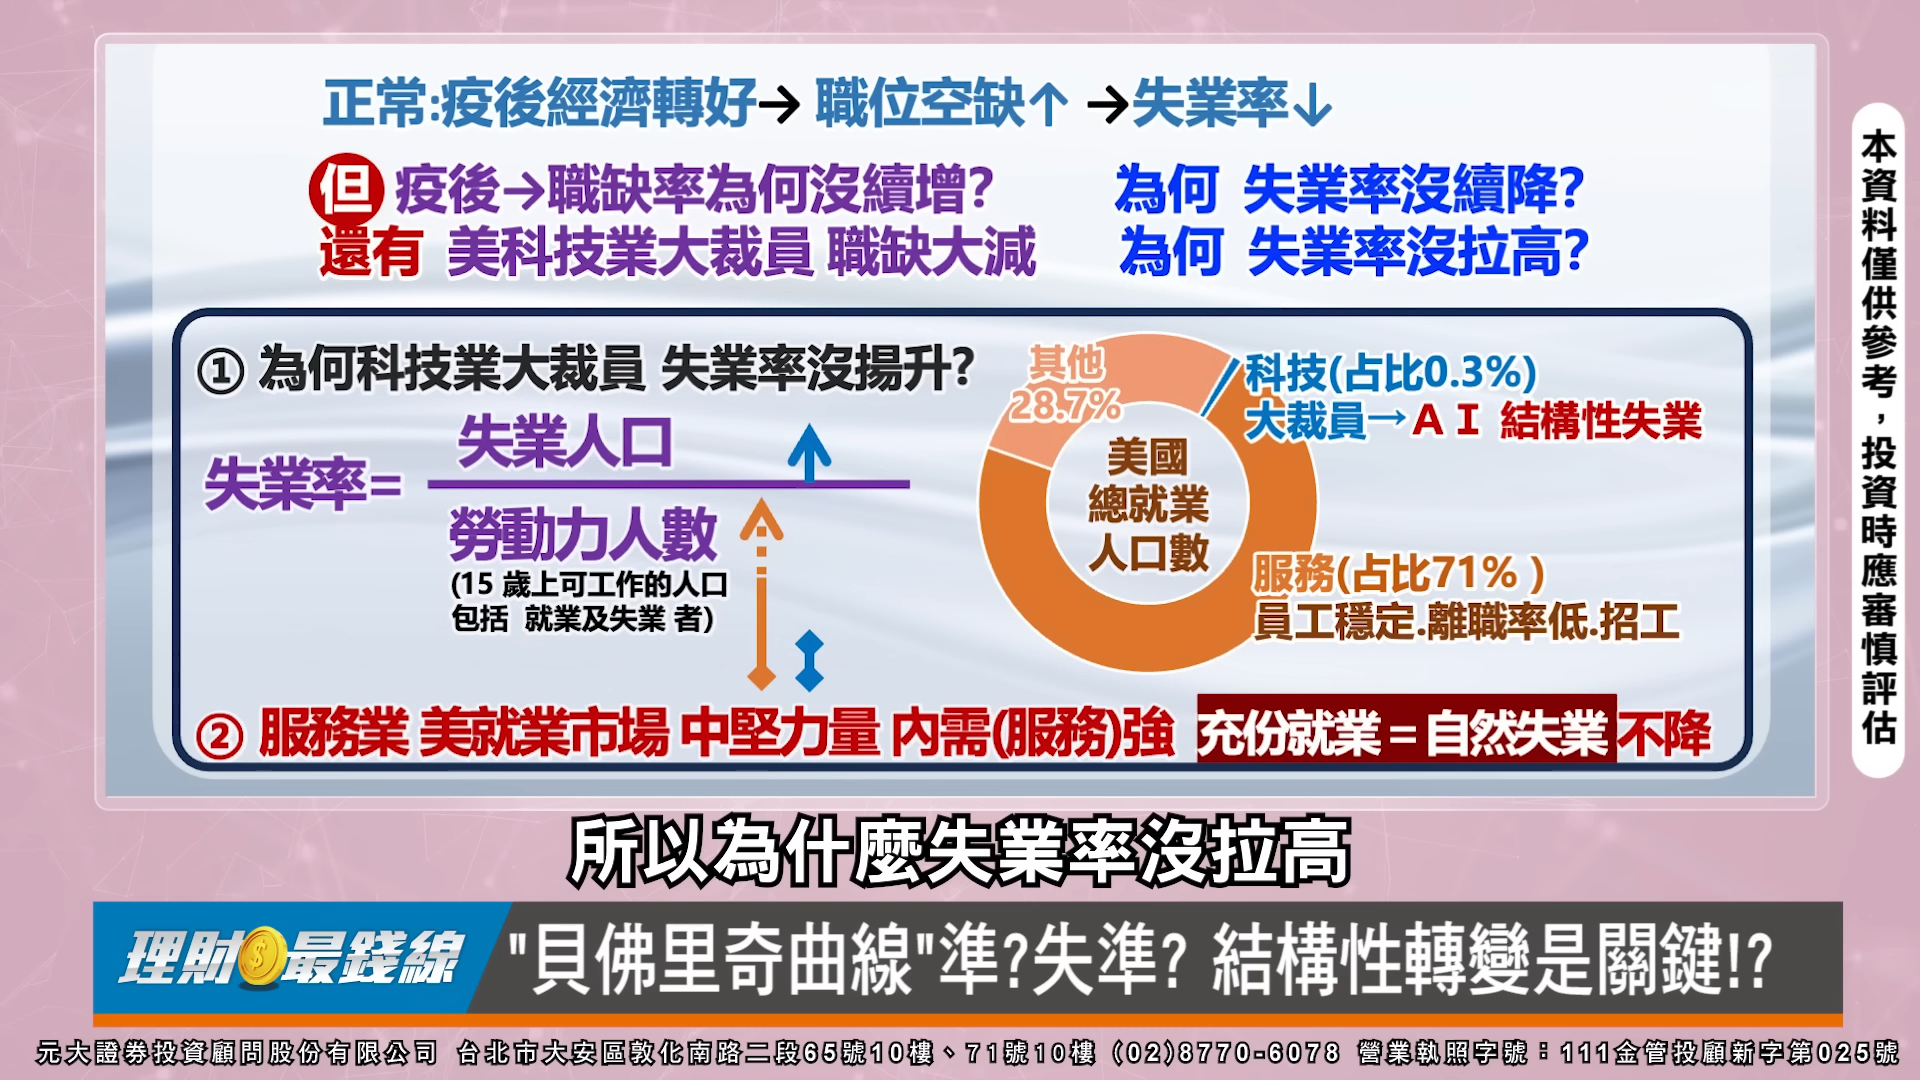 正常:疫後經濟轉好→ 職位空缺↑ →失業率↓
但 疫後→職缺率為何沒續增? 為何 失業率沒續降?
還有 美科技業大裁員 職缺大減 為何 失業率沒拉高?
① 為何科技業大裁員 失業率沒揚升?
失業率=
失業人口
勞動力人數
(15 歲上可工作的人口
包括 就業及失業 者)
其他
28.7%
科技(占比0.3%)
大裁員→ＡＩ 結構性失業
美國
總就業
人口數
服務(占比71% )
員工穩定.離職率低.招工
② 服務業 美就業市場 中堅力量 內需(服務)強 充份就業=自然失業 不降
本資料僅供參考，投資時應審慎評估
所以為什麼失業率沒拉高
理財$最錢線
"貝佛里奇曲線"準?失準? 結構性轉變是關鍵!?
元大證券投資顧問股份有限公司 台北市大安區敦化南路二段65號10樓、71號10樓 (02)8770-6078 營業執照字號：111金管投顧新字第025號